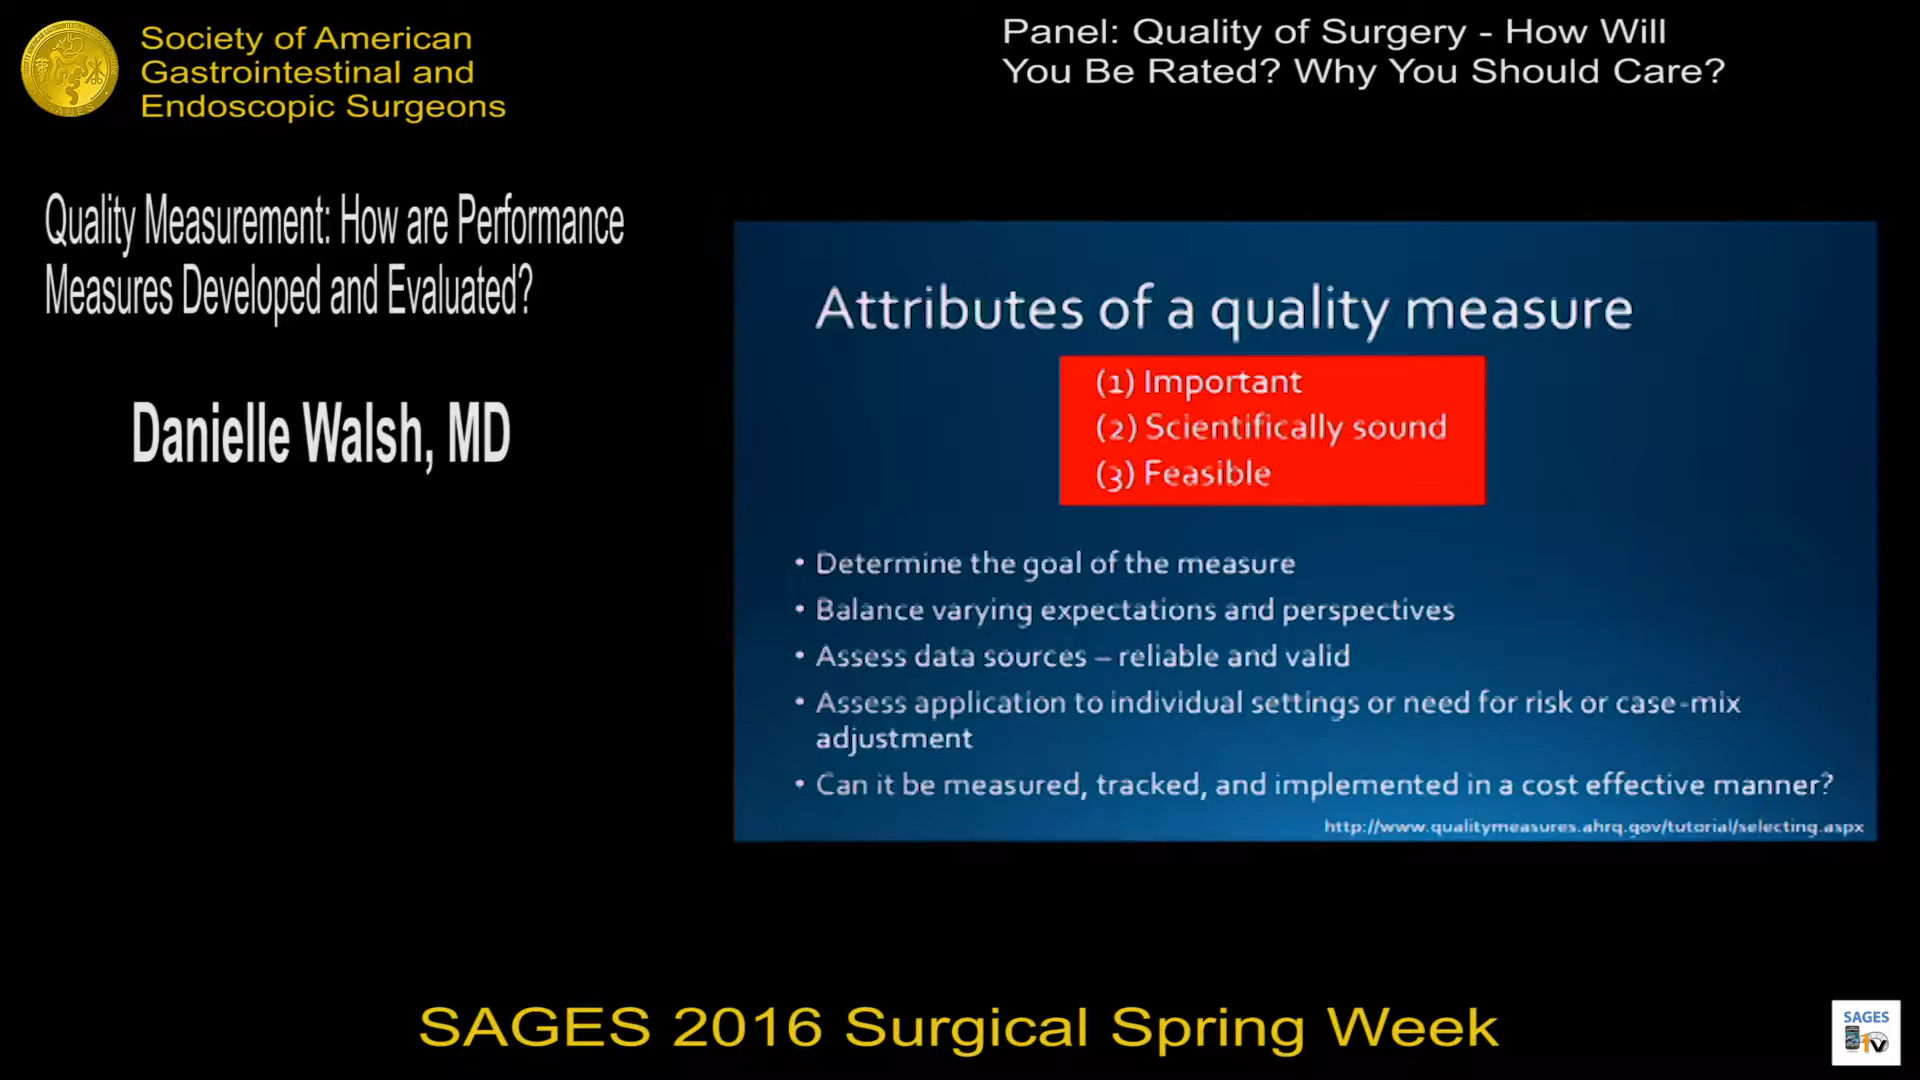 Society of American
Gastrointestinal and
Endoscopic Surgeons
Panel: Quality of Surgery - How Will
You Be Rated? Why You Should Care?
Quality Measurement: How are Performance
Measures Developed and Evaluated?
Danielle Walsh, MD
Attributes of a quality measure
(1) Important
(2) Scientifically sound
(3) Feasible
• Determine the goal of the measure
• Balance varying expectations and perspectives
• Assess data sources – reliable and valid
• Assess application to individual settings or need for risk or case-mix
adjustment
• Can it be measured, tracked, and implemented in a cost effective manner?
http://www.qualitymeasures.ahrq.gov/tutorial/selecting.aspx
SAGES 2016 Surgical Spring Week
SAGES
TV